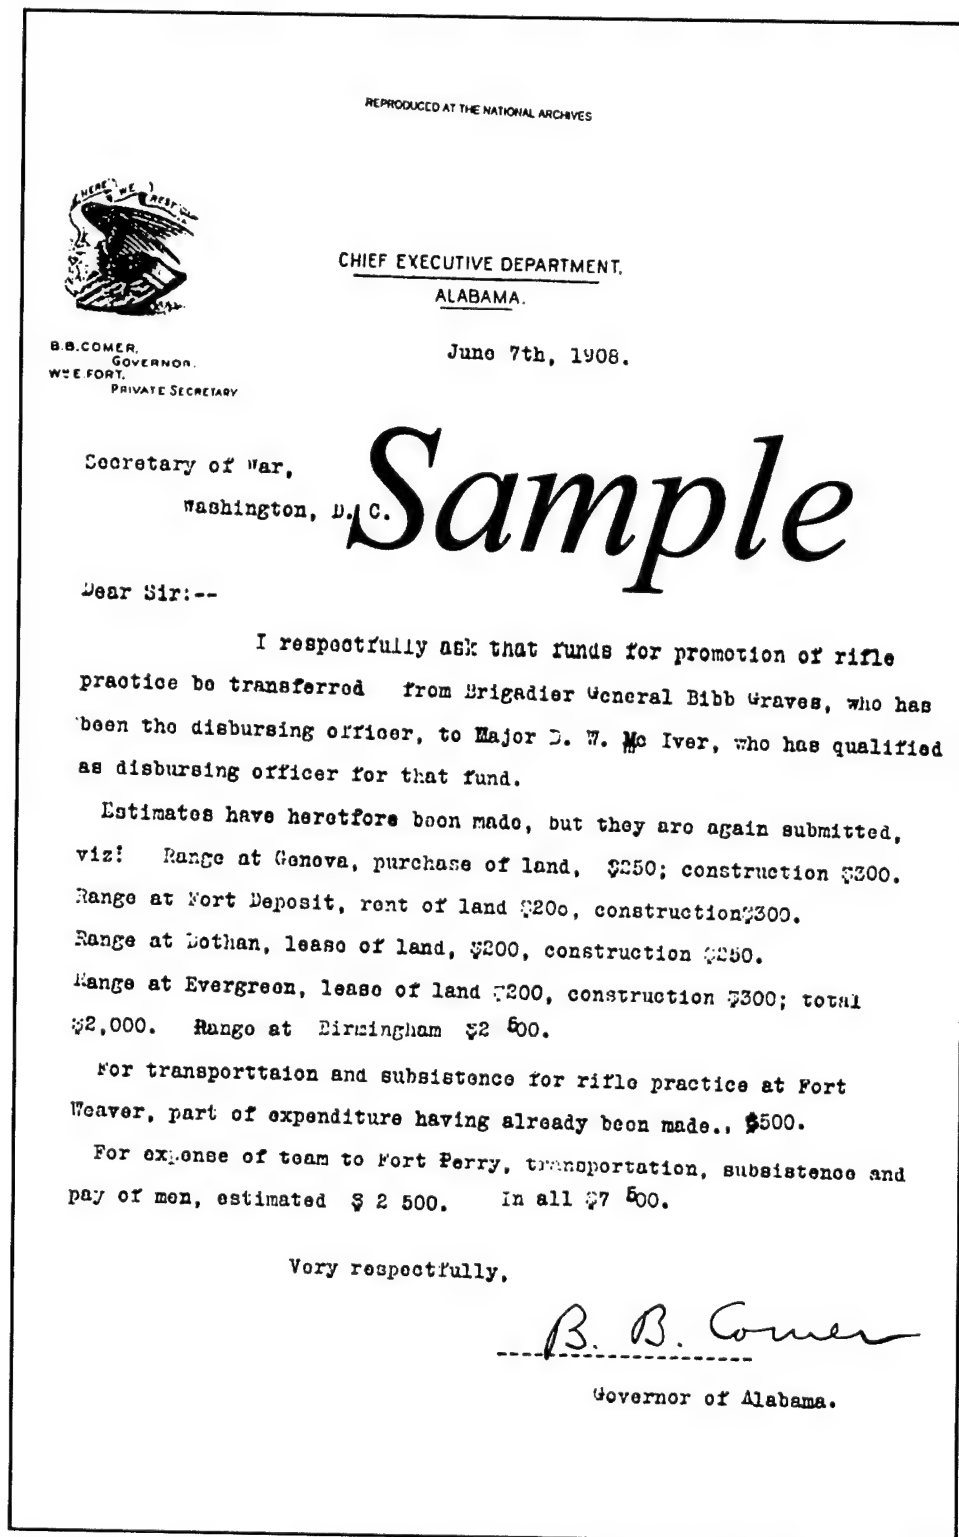 REPRODUCED AT THE NATIONAL ARCHIVES
HERE WE REST
CHIEF EXECUTIVE DEPARTMENT,
ALABAMA.
B.B.COMER,
GOVERNOR.
Wm E. FORT,
PRIVATE SECRETARY
June 7th, 1908.
Sample
Secretary of War,
Washington, D. C.
Dear Sir:--
I respectfully ask that funds for promotion of rifle
practice be transferred from Brigadier General Bibb Graves, who has
been the disbursing officer, to Major D. W. Mc Iver, who has qualified
as disbursing officer for that fund.
Estimates have heretfore been made, but they are again submitted,
viz! Range at Genova, purchase of land, $250; construction $300.
Range at Fort Deposit, rent of land $20o, construction$300.
Range at Dothan, lease of land, $200, construction $250.
Range at Evergreen, lease of land $200, construction $300; total
$2,000. Range at Birmingham $2 500.
For transporttaion and subsistence for rifle practice at Fort
Weaver, part of expenditure having already been made., $500.
For expense of team to Fort Perry, transportation, subsistence and
pay of men, estimated $ 2 500. In all $7 500.
Very respectfully,
B. B. Comer
Governor of Alabama.